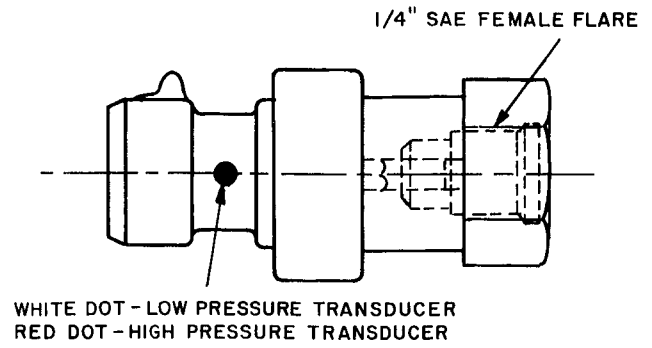 1/4" SAE FEMALE FLARE
WHITE DOT-LOW PRESSURE TRANSDUCER
RED DOT-HIGH PRESSURE TRANSDUCER